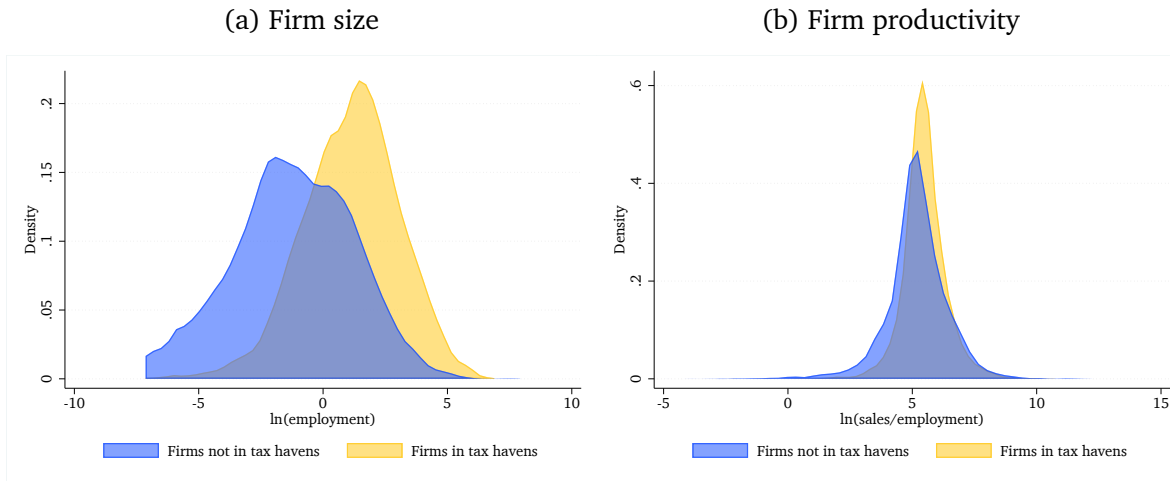 (a) Firm size
Density
0
.05
.1
.15
.2
-10
-5
0
5
10
ln(employment)
Firms not in tax havens
Firms in tax havens
(b) Firm productivity
Density
0
.2
.4
.6
-5
0
5
10
15
ln(sales/employment)
Firms not in tax havens
Firms in tax havens